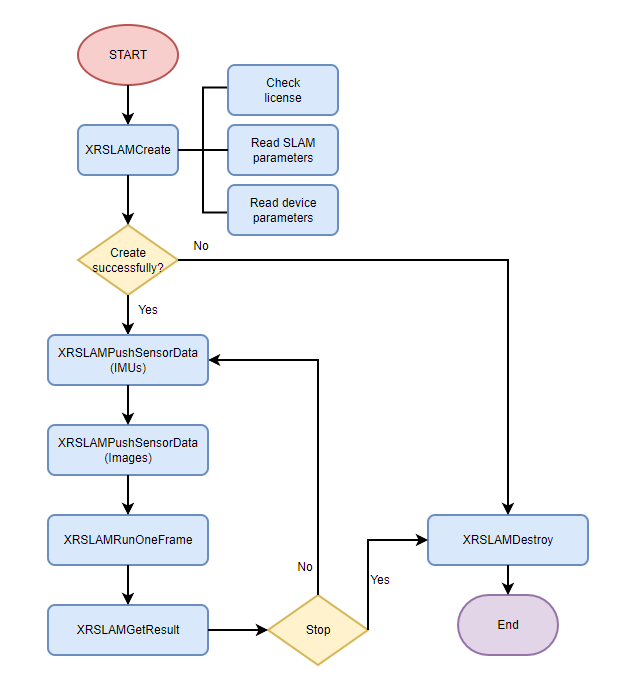 START
XRSLAMCreate
Check
license
Read SLAM
parameters
Read device
parameters
Create
successfully?
No
Yes
XRSLAMPushSensorData
(IMUs)
XRSLAMPushSensorData
(Images)
XRSLAMRunOneFrame
XRSLAMGetResult
Stop
No
Yes
XRSLAMDestroy
End